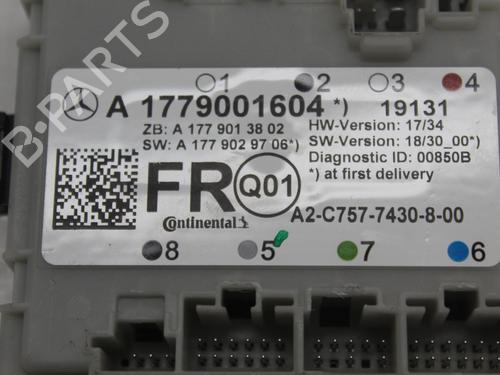 1 2 3 4
A 1779001604*) 19131
ZB: A 177 901 38 02 HW-Version: 17/34
SW: A 177 902 97 06*) SW-Version: 18/30_00*)
Diagnostic ID: 00850B
*) at first delivery
FR Q01
Continental A2-C757-7430-8-00
8 5 7 6
B-PARTS